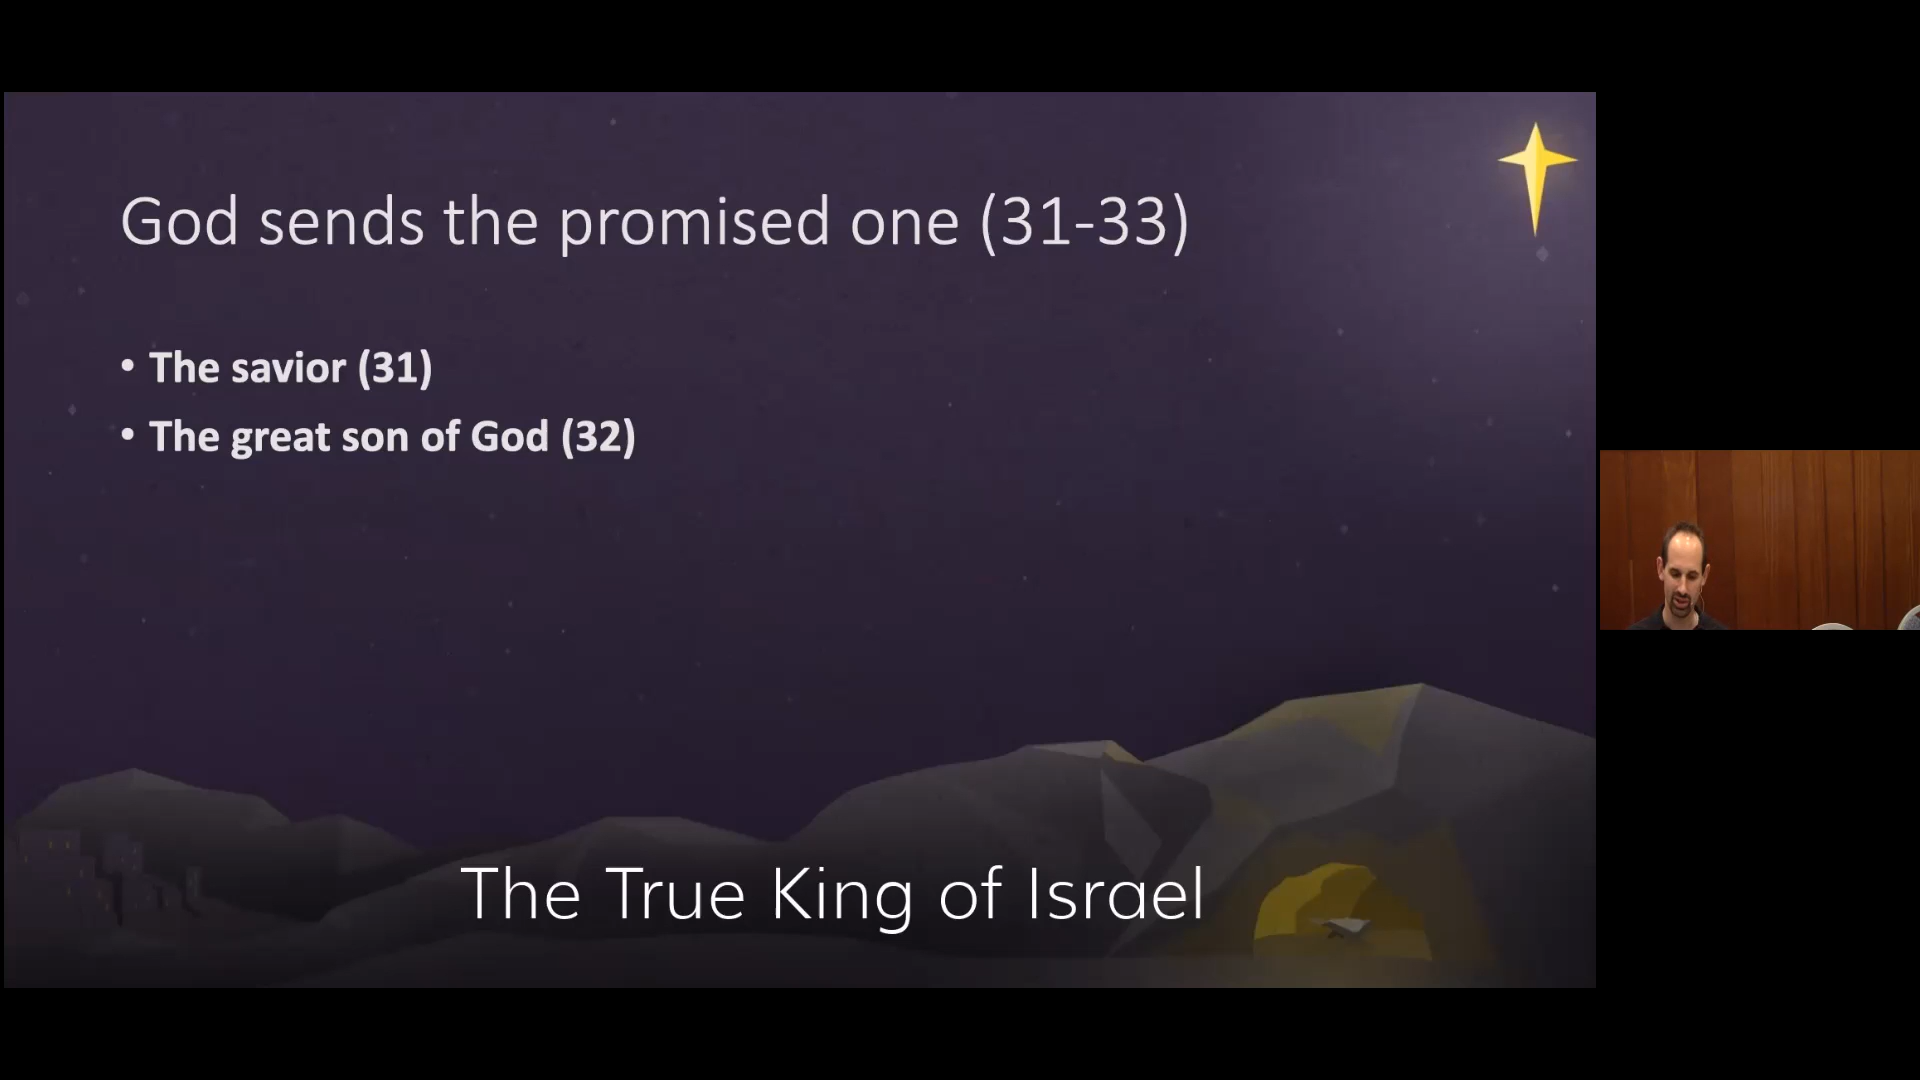 God sends the promised one (31-33)
• The savior (31)
• The great son of God (32)
The True King of Israel